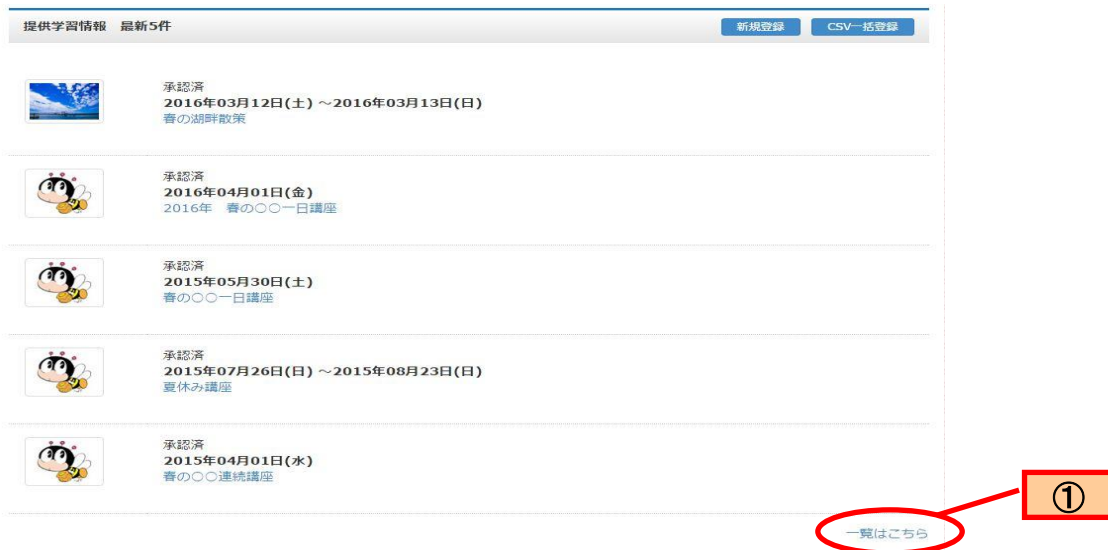 提供学習情報　最新5件
新規登録
CSV一括登録
承認済
2016年03月12日(土) ～2016年03月13日(日)
春の湖畔散策
承認済
2016年04月01日(金)
2016年　春の○○一日講座
承認済
2015年05月30日(土)
春の○○一日講座
承認済
2015年07月26日(日) ～2015年08月23日(日)
夏休み講座
承認済
2015年04月01日(水)
春の○○連続講座
①
一覧はこちら